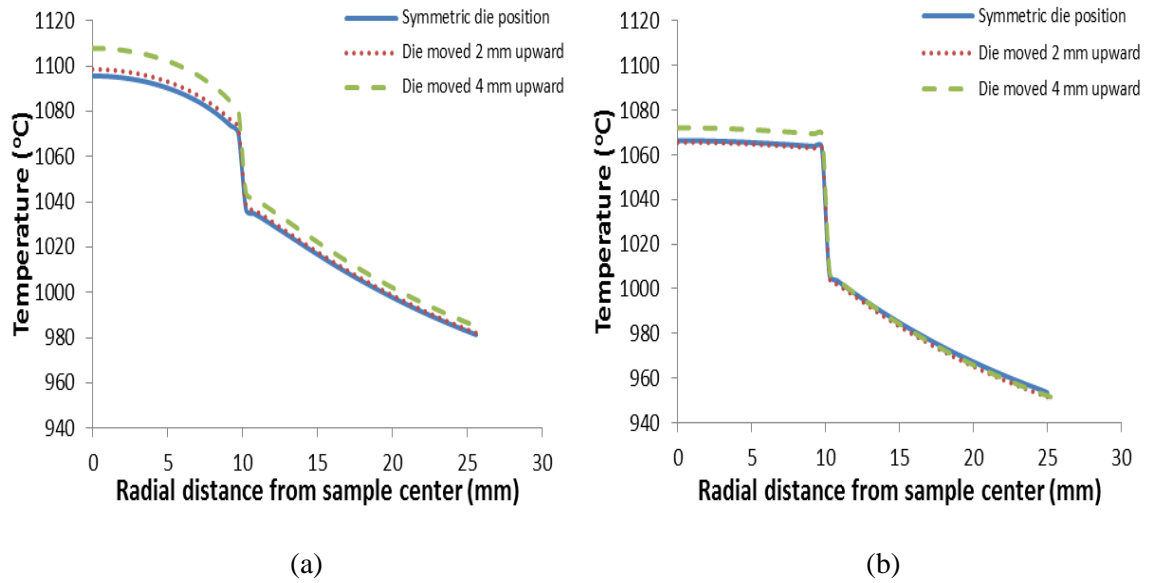 1120
1100
1080
1060
1040
1020
1000
980
960
940
Temperature (°C)
0 5 10 15 20 25 30
Radial distance from sample center (mm)
Symmetric die position
Die moved 2 mm upward
Die moved 4 mm upward
(a)
1120
1100
1080
1060
1040
1020
1000
980
960
940
Temperature (°C)
0 5 10 15 20 25 30
Radial distance from sample center (mm)
Symmetric die position
Die moved 2 mm upward
Die moved 4 mm upward
(b)